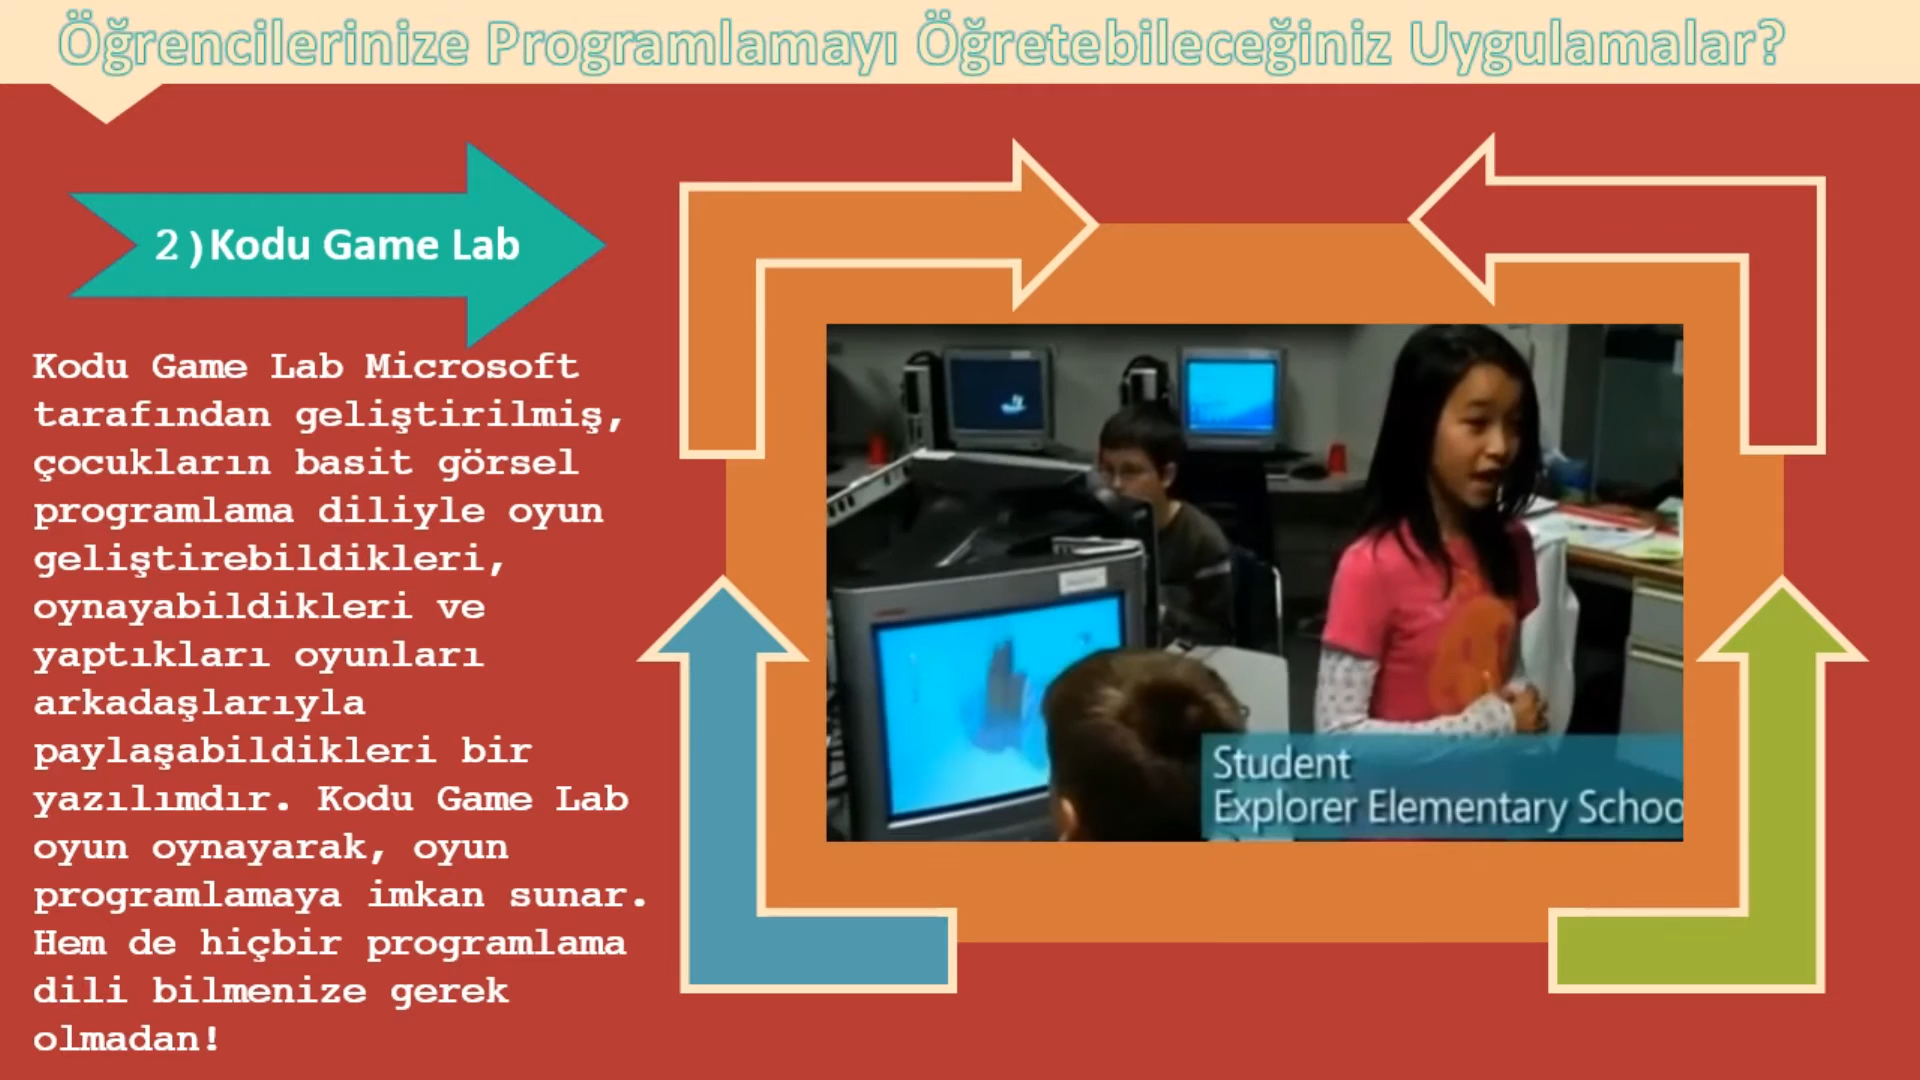 Öğrencilerinize Programlamayı Öğretebileceğiniz Uygulamalar?
2)Kodu Game Lab
Kodu Game Lab Microsoft
tarafından geliştirilmiş,
çocukların basit görsel
programlama diliyle oyun
geliştirebildikleri,
oynayabildikleri ve
yaptıkları oyunları
arkadaşlarıyla
paylaşabildikleri bir
yazılımdır. Kodu Game Lab
oyun oynayarak, oyun
programlamaya imkan sunar.
Hem de hiçbir programlama
dili bilmenize gerek
olmadan!
Student
Explorer Elementary Schoo